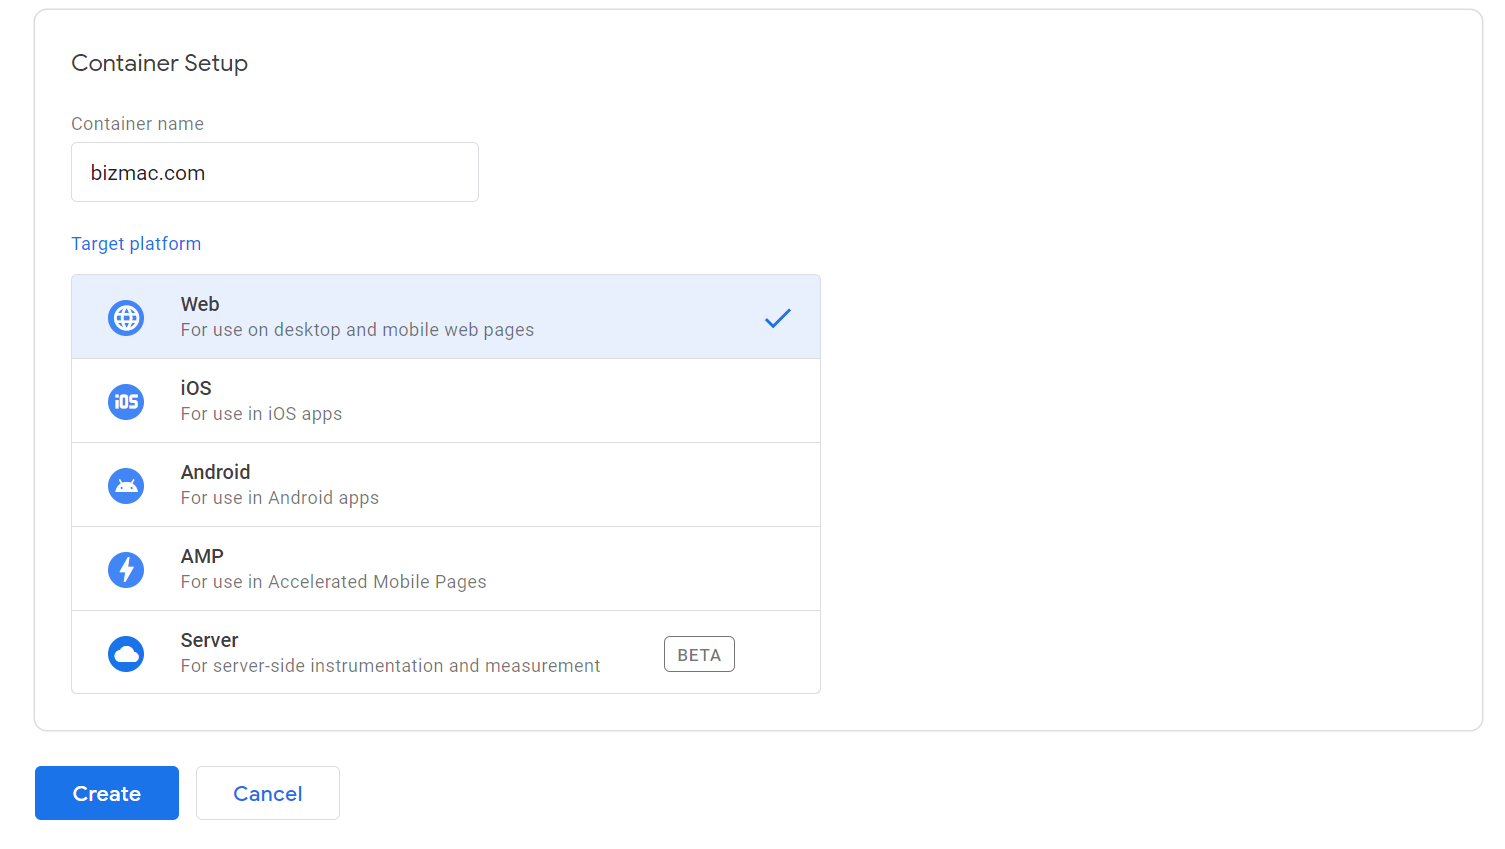 Container Setup
Container name
bizmac.com
Target platform
Web
For use on desktop and mobile web pages
iOS
iOS
For use in iOS apps
Android
For use in Android apps
AMP
For use in Accelerated Mobile Pages
Server
For server-side instrumentation and measurement
BETA
Create
Cancel